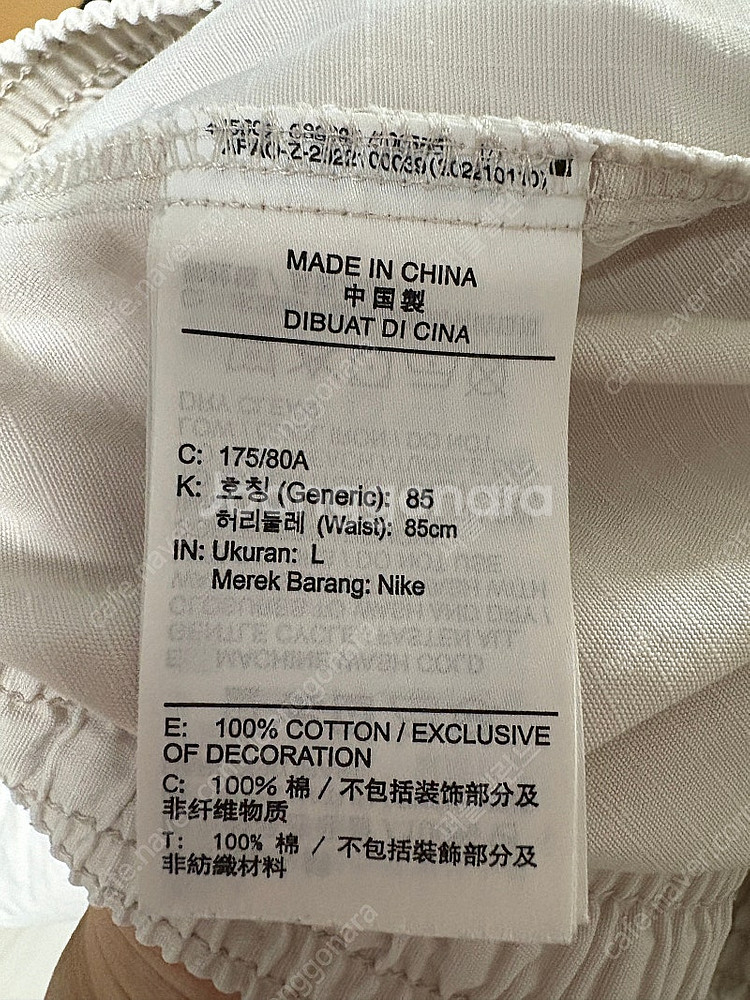 MADE IN CHINA
中国製
DIBUAT DI CINA
C: 175/80A
K: 호칭 (Generic): 85
허리둘레 (Waist): 85cm
IN: Ukuran: L
Merek Barang: Nike
E: 100% COTTON / EXCLUSIVE
OF DECORATION
C: 100% 棉 / 不包括装饰部分及
非纤维物质
T: 100% 棉 / 不包括裝飾部分及
非紡織材料